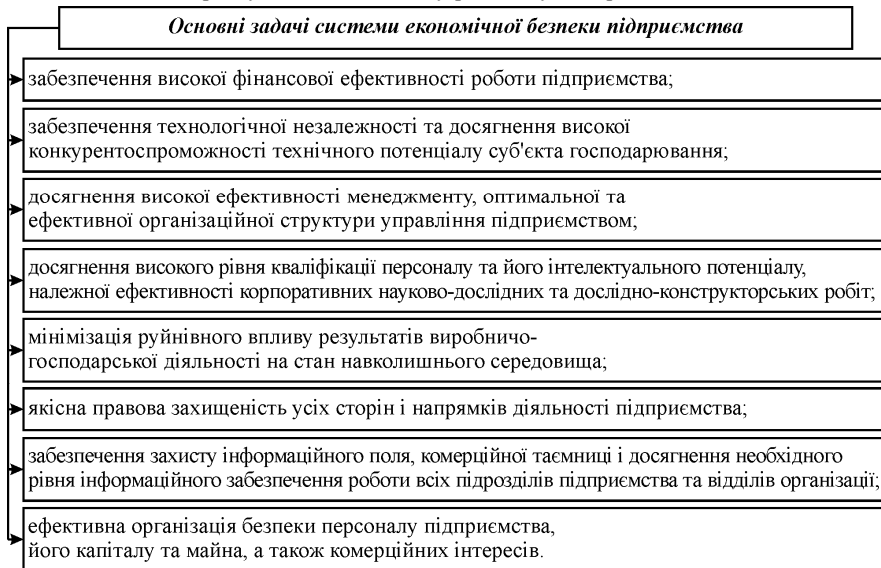 Основні задачі системи економічної безпеки підприємства
забезпечення високої фінансової ефективності роботи підприємства;
забезпечення технологічної незалежності та досягнення високої
конкурентоспроможності технічного потенціалу суб'єкта господарювання;
досягнення високої ефективності менеджменту, оптимальної та
ефективної організаційної структури управління підприємством;
досягнення високого рівня кваліфікації персоналу та його інтелектуального потенціалу,
належної ефективності корпоративних науково-дослідних та дослідно-конструкторських робіт;
мінімізація руйнівного впливу результатів виробничо-
господарської діяльності на стан навколишнього середовища;
якісна правова захищеність усіх сторін і напрямків діяльності підприємства;
забезпечення захисту інформаційного поля, комерційної таємниці і досягнення необхідного
рівня інформаційного забезпечення роботи всіх підрозділів підприємства та відділів організації;
ефективна організація безпеки персоналу підприємства,
його капіталу та майна, а також комерційних інтересів.